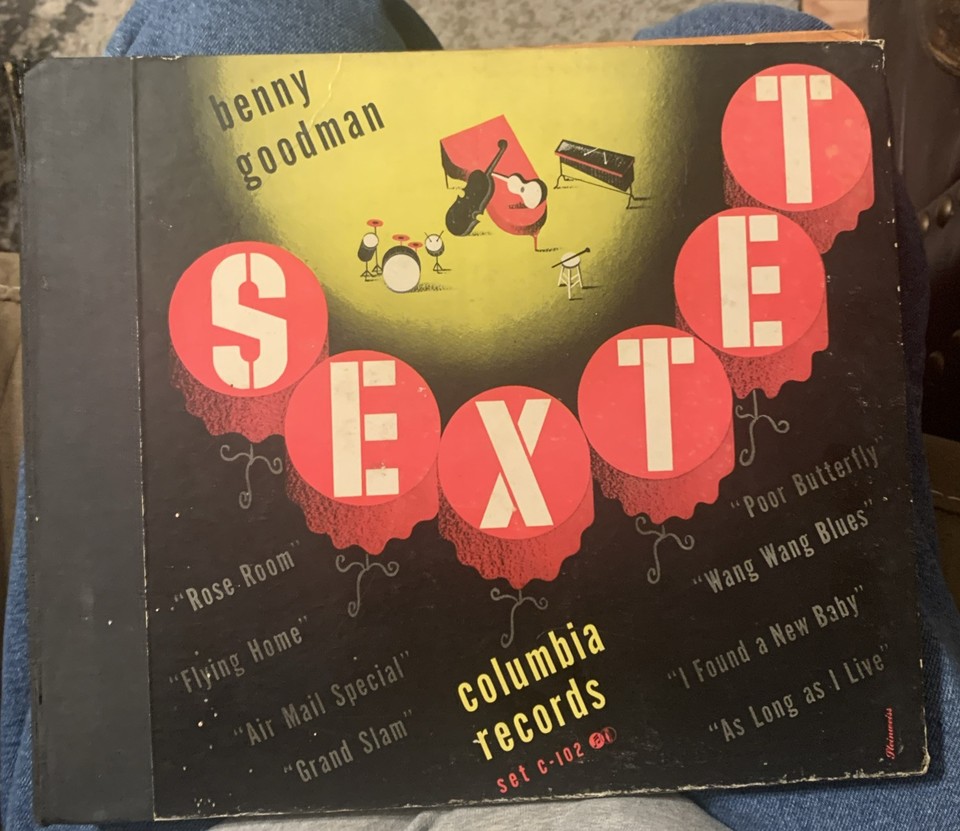 benny
goodman
SEXTET
"Rose Room"
"Flying Home"
"Air Mail Special"
"Grand Slam"
"Poor Butterfly"
"Wang Wang Blues"
"I Found a New Baby"
"As Long as I Live"
columbia
records
set c-102
Steinweiss